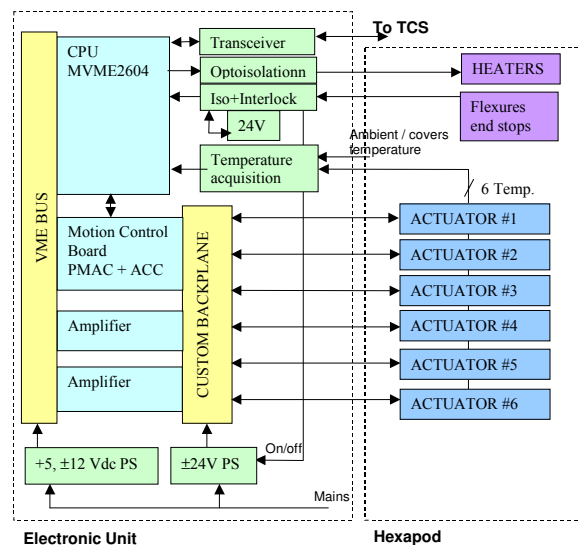 To TCS
CPU
MVME2604
Transceiver
Optoisolationn
HEATERS
Iso+Interlock
Flexures
end stops
24V
Ambient / covers
temperature
Temperature
acquisition
6 Temp.
VME BUS
Motion Control
Board
PMAC + ACC
CUSTOM BACKPLANE
ACTUATOR #1
ACTUATOR #2
ACTUATOR #3
Amplifier
ACTUATOR #4
Amplifier
ACTUATOR #5
ACTUATOR #6
On/off
+5, ±12 Vdc PS
±24V PS
Mains
Electronic Unit
Hexapod